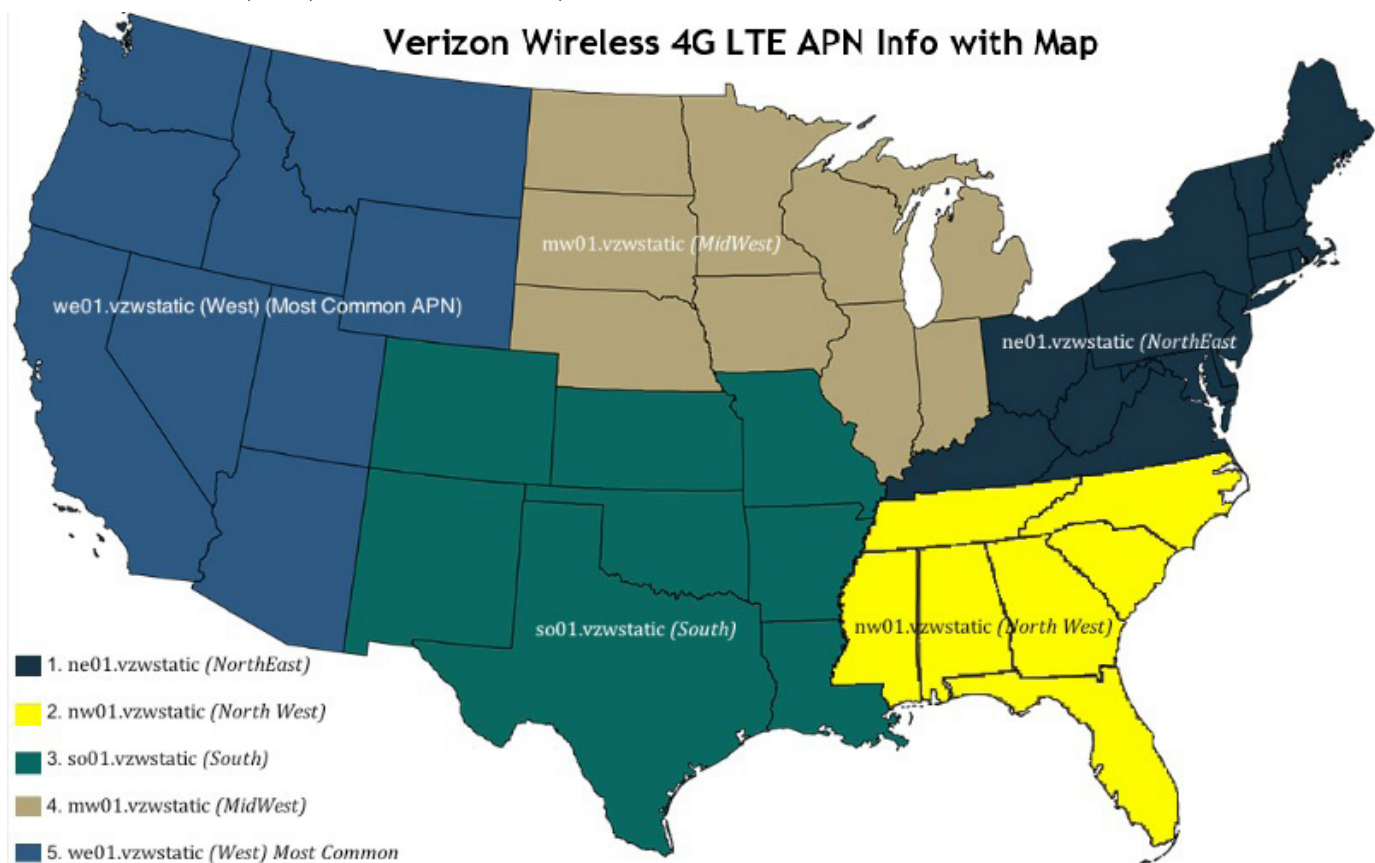 Verizon Wireless 4G LTE APN Info with Map
mw01.vzwstatic (MidWest)
we01.vzwstatic (West) (Most Common APN)
ne01.vzwstatic (NorthEast
so01.vzwstatic (South)
nw01.vzwstatic (North West)
1. ne01.vzwstatic (NorthEast)
2. nw01.vzwstatic (North West)
3. so01.vzwstatic (South)
4. mw01.vzwstatic (MidWest)
5. we01.vzwstatic (West) Most Common